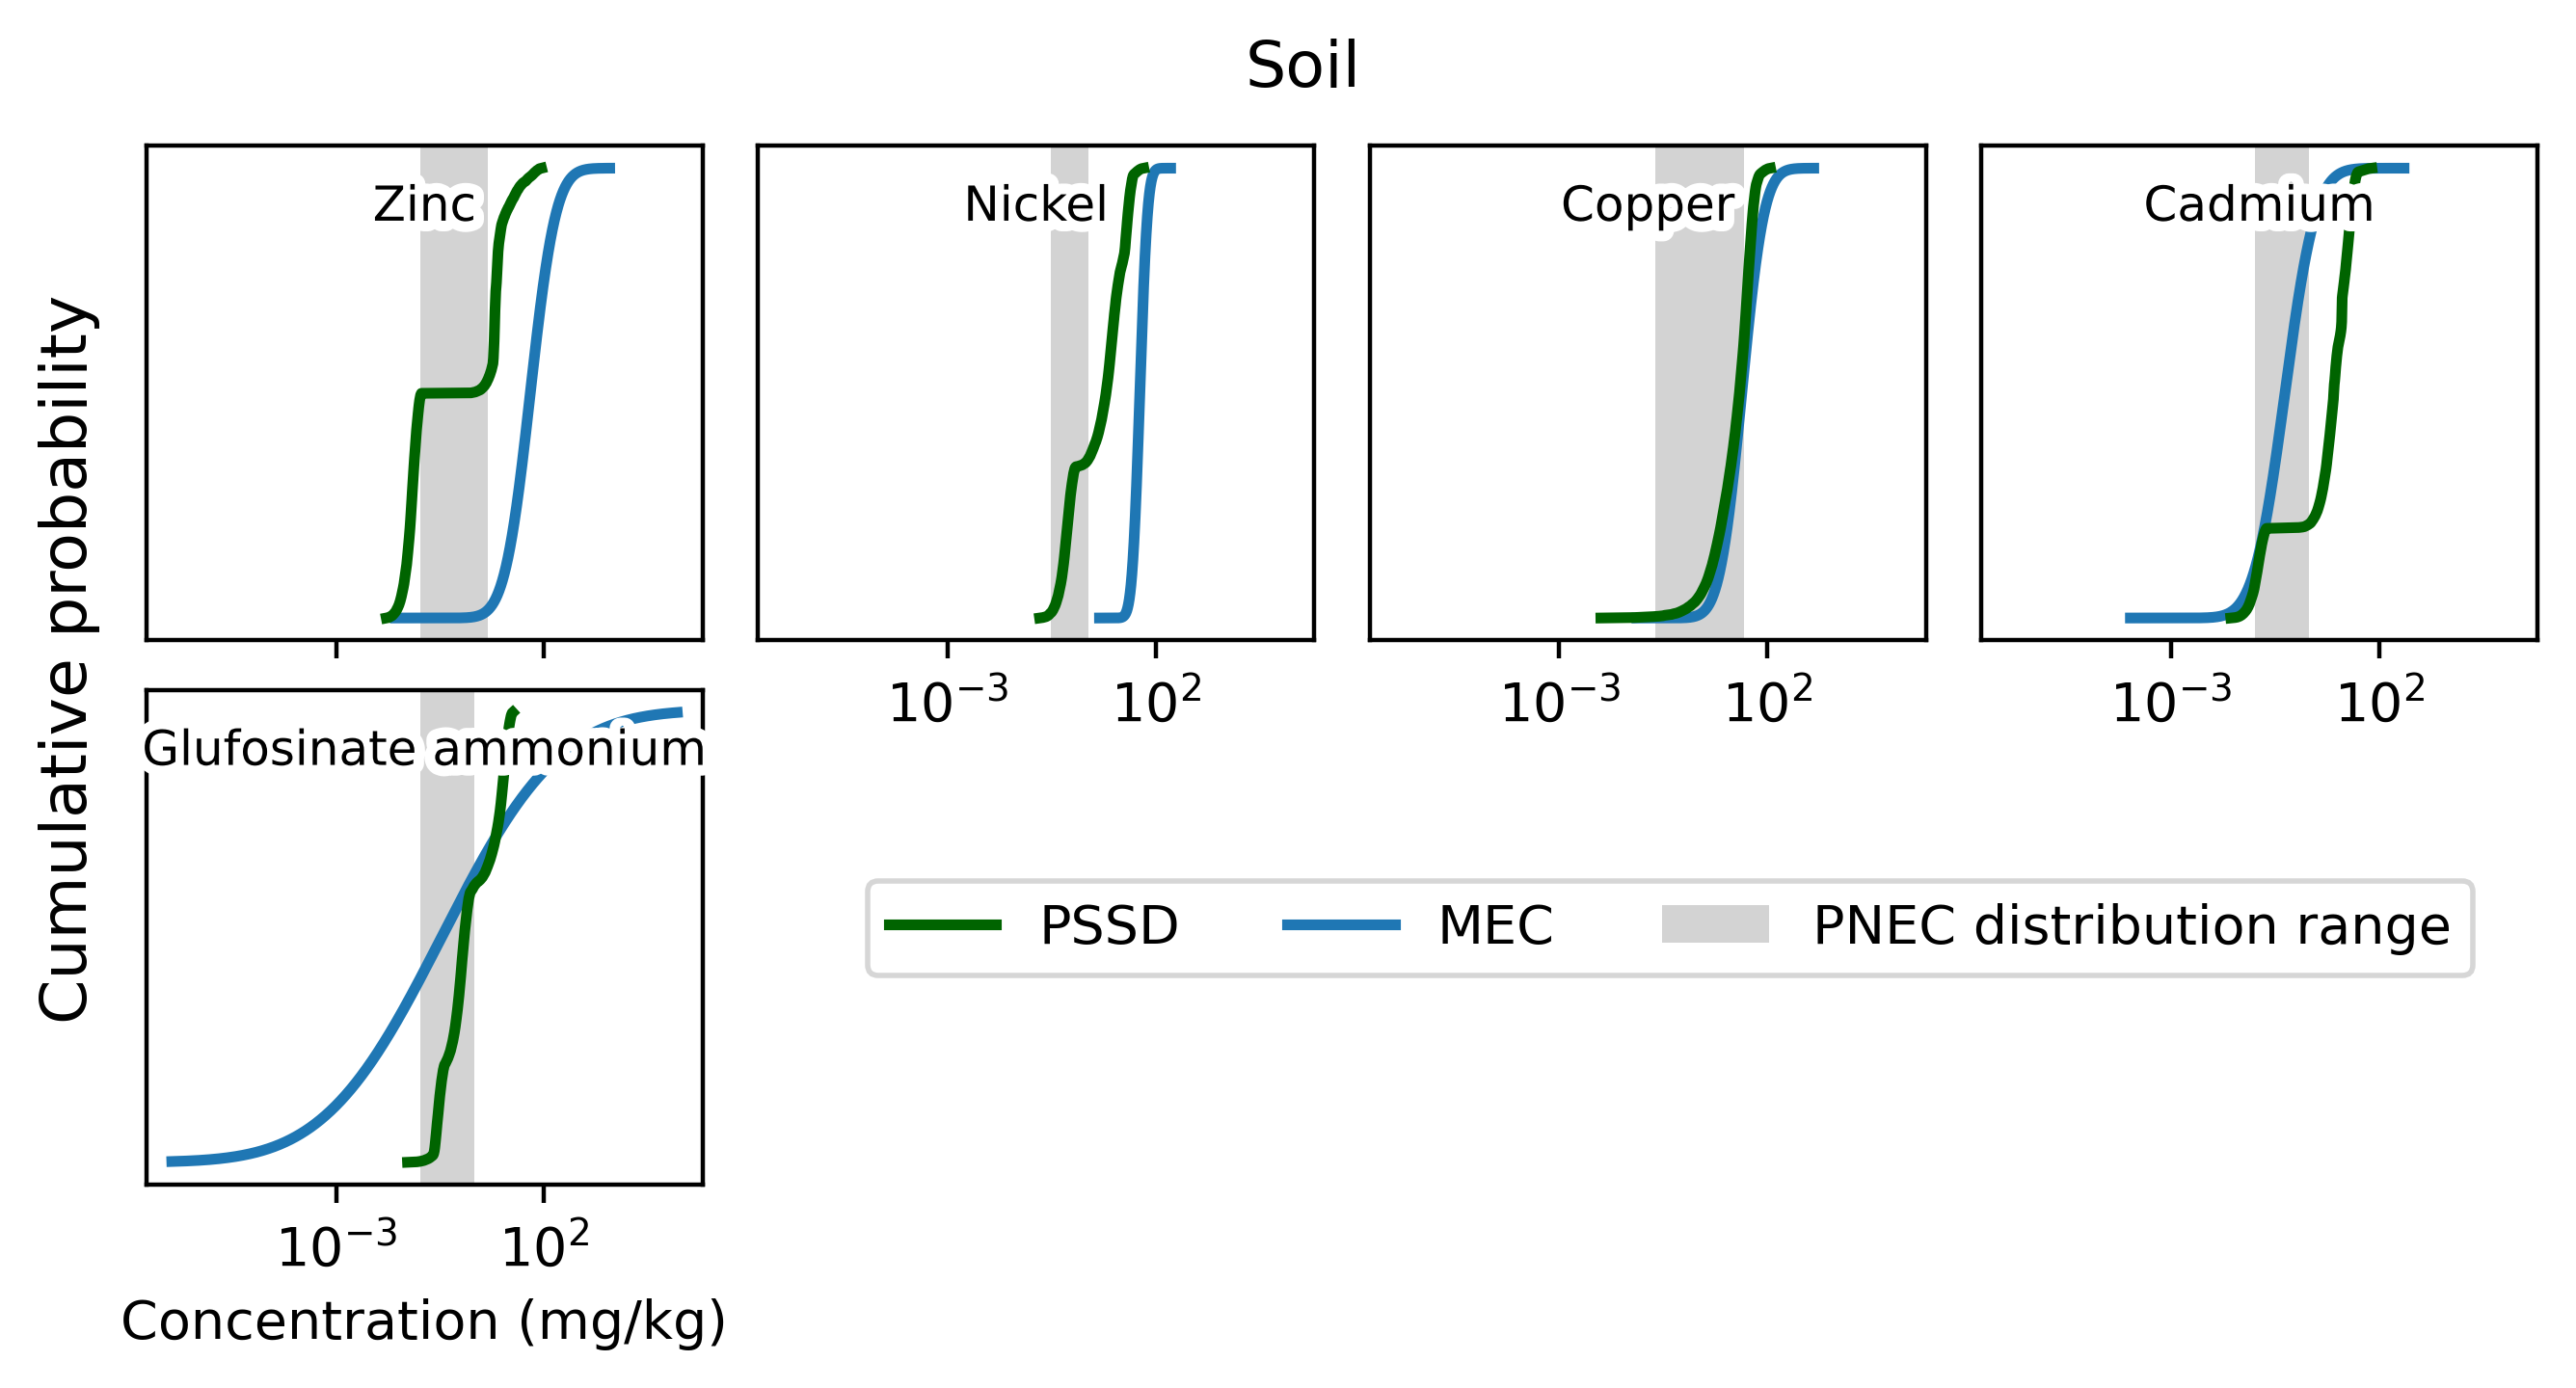 Soil
Cumulative probability
Zinc
Nickel
Copper
Cadmium
10⁻³ 10²
10⁻³ 10²
10⁻³ 10²
Glufosinate ammonium
PSSD
MEC
PNEC distribution range
10⁻³ 10²
Concentration (mg/kg)